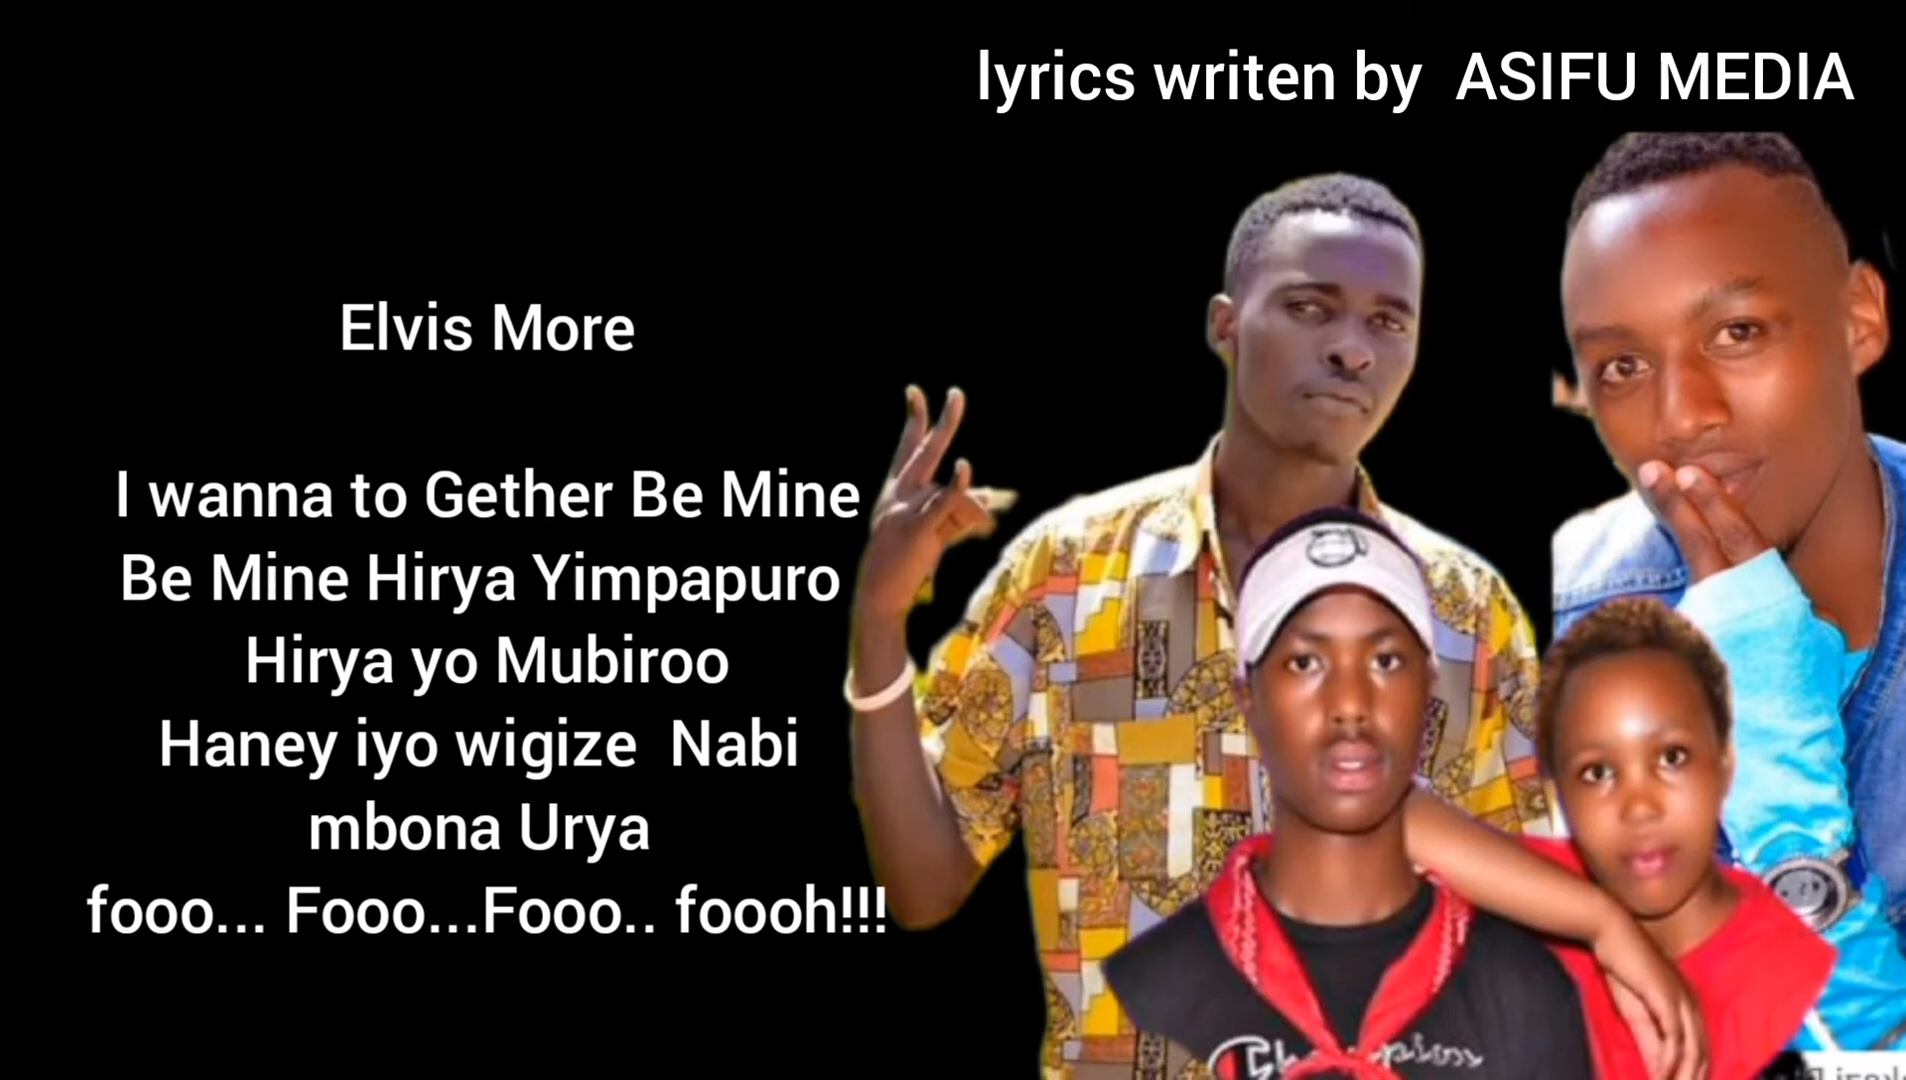 lyrics writen by  ASIFU MEDIA
Elvis More
I wanna to Gether Be Mine
Be Mine Hirya Yimpapuro
Hirya yo Mubiroo
Haney iyo wigize  Nabi
mbona Urya
fooo... Fooo...Fooo.. foooh!!!
Champion